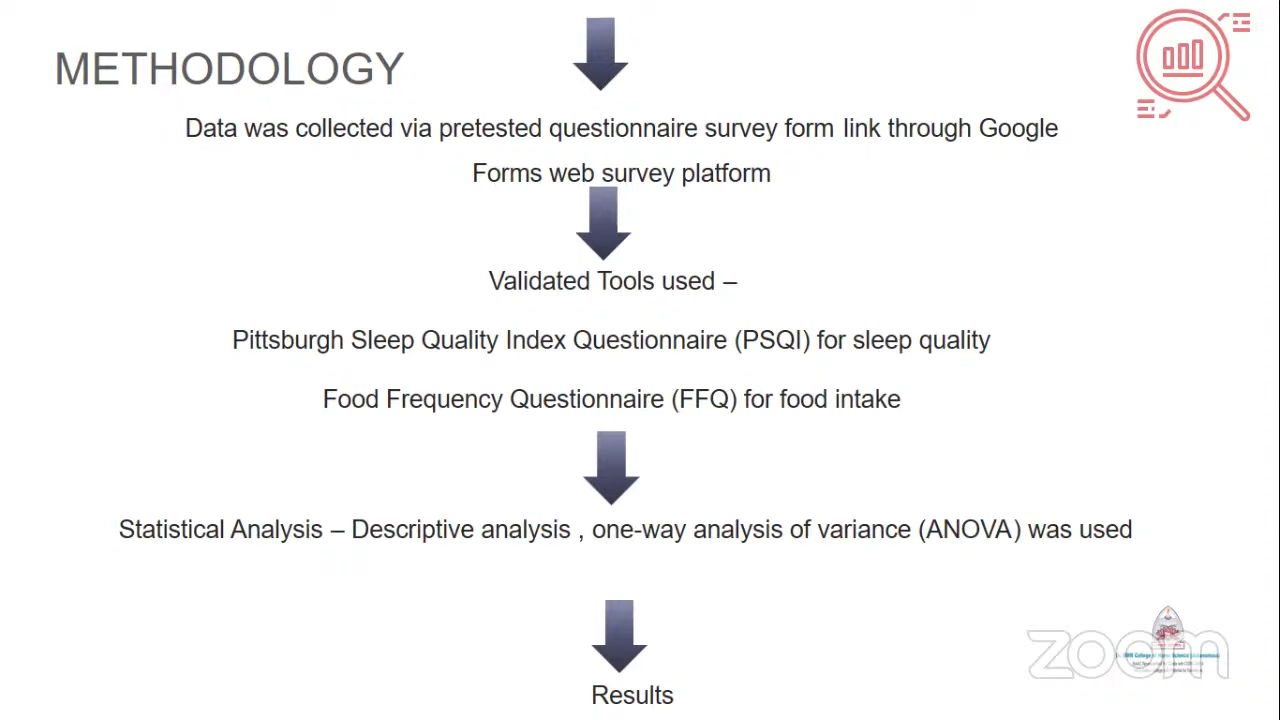 METHODOLOGY
Data was collected via pretested questionnaire survey form link through Google
Forms web survey platform
Validated Tools used –
Pittsburgh Sleep Quality Index Questionnaire (PSQI) for sleep quality
Food Frequency Questionnaire (FFQ) for food intake
Statistical Analysis – Descriptive analysis , one-way analysis of variance (ANOVA) was used
Results
zoom